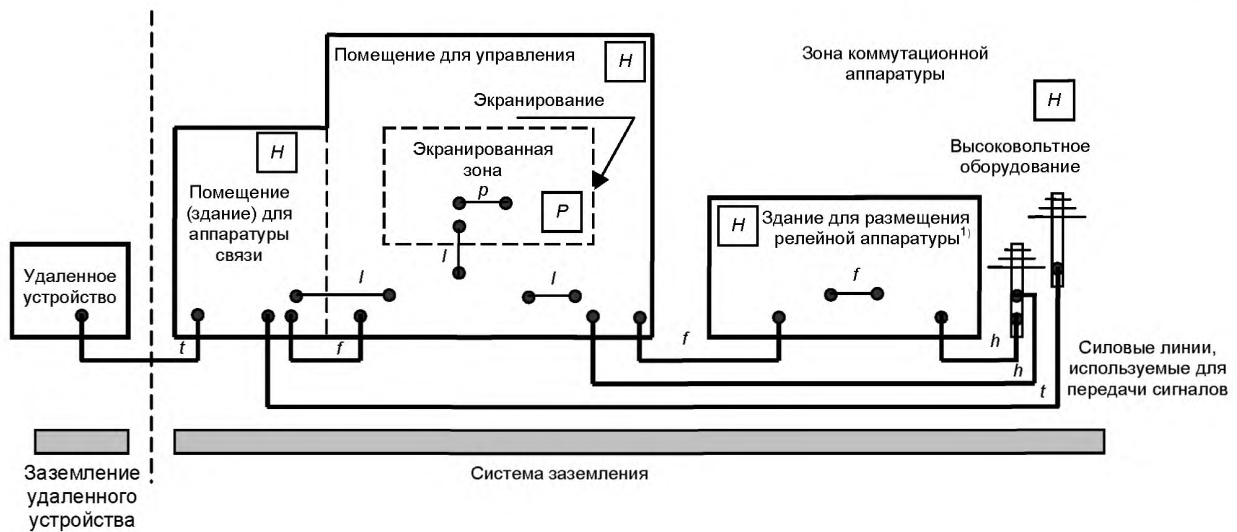 Помещение для управления
H
Зона коммутационной
аппаратуры
H
Экранирование
Высоковольтное
оборудование
H
Экранированная
зона
p
P
l
Помещение
(здание) для
аппаратуры
связи
H
Здание для размещения
релейной аппаратуры1)
f
Удаленное
устройство
l
l
t
f
f
h
h
t
Силовые линии,
используемые для
передачи сигналов
Заземление
удаленного
устройства
Система заземления